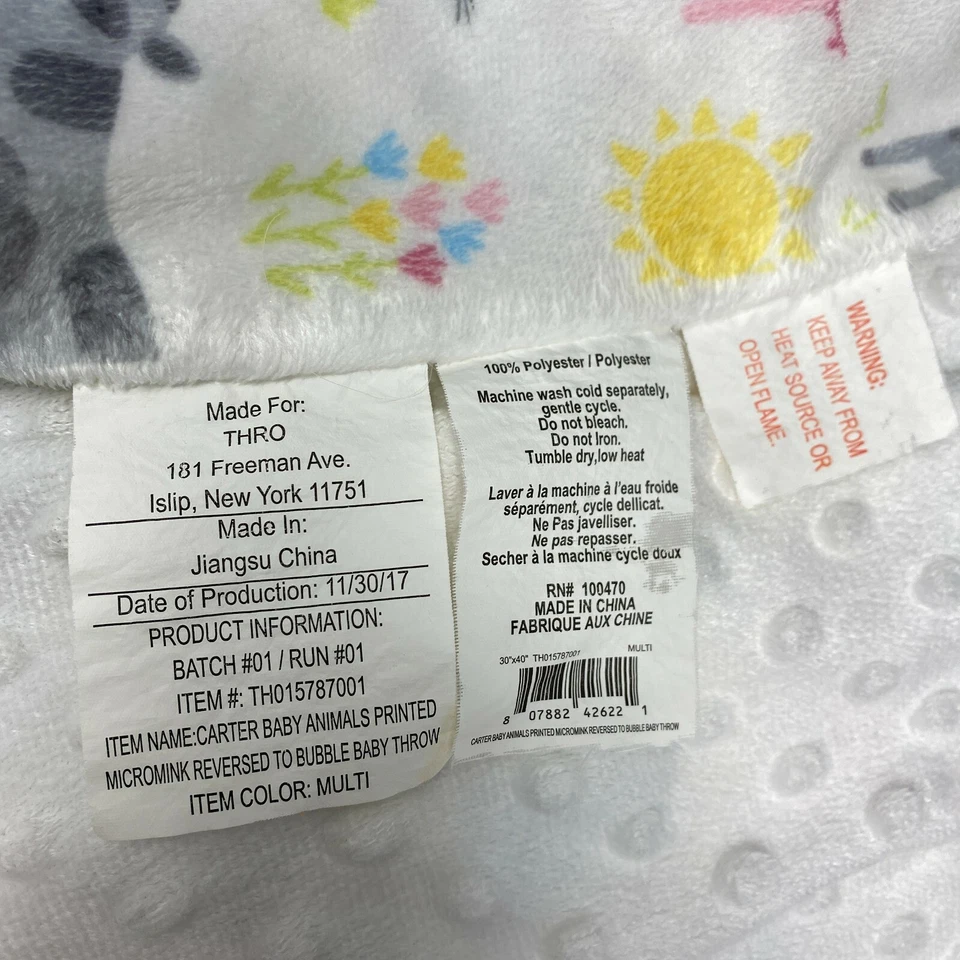 Made For:
THRO
181 Freeman Ave.
Islip, New York 11751
Made In:
Jiangsu China
Date of Production: 11/30/17
PRODUCT INFORMATION:
BATCH #01 / RUN #01
ITEM #: TH015787001
ITEM NAME:CARTER BABY ANIMALS PRINTED
MICROMINK REVERSED TO BUBBLE BABY THROW
ITEM COLOR: MULTI
100% Polyester / Polyester
Machine wash cold separately,
gentle cycle.
Do not bleach.
Do not Iron.
Tumble dry,low heat
Laver à la machine à l'eau froide
séparément, cycle dellicat.
Ne Pas javelliser.
Ne pas repasser.
Secher à la machine cycle doux
RN# 100470
MADE IN CHINA
FABRIQUE AUX CHINE
30"x40" TH015787001 MULTI
8 07882 42622 1
CARTER BABY ANIMALS PRINTED MICROMINK REVERSED TO BUBBLE BABY THROW
WARNING:
KEEP AWAY FROM
HEAT SOURCE OR
OPEN FLAME.